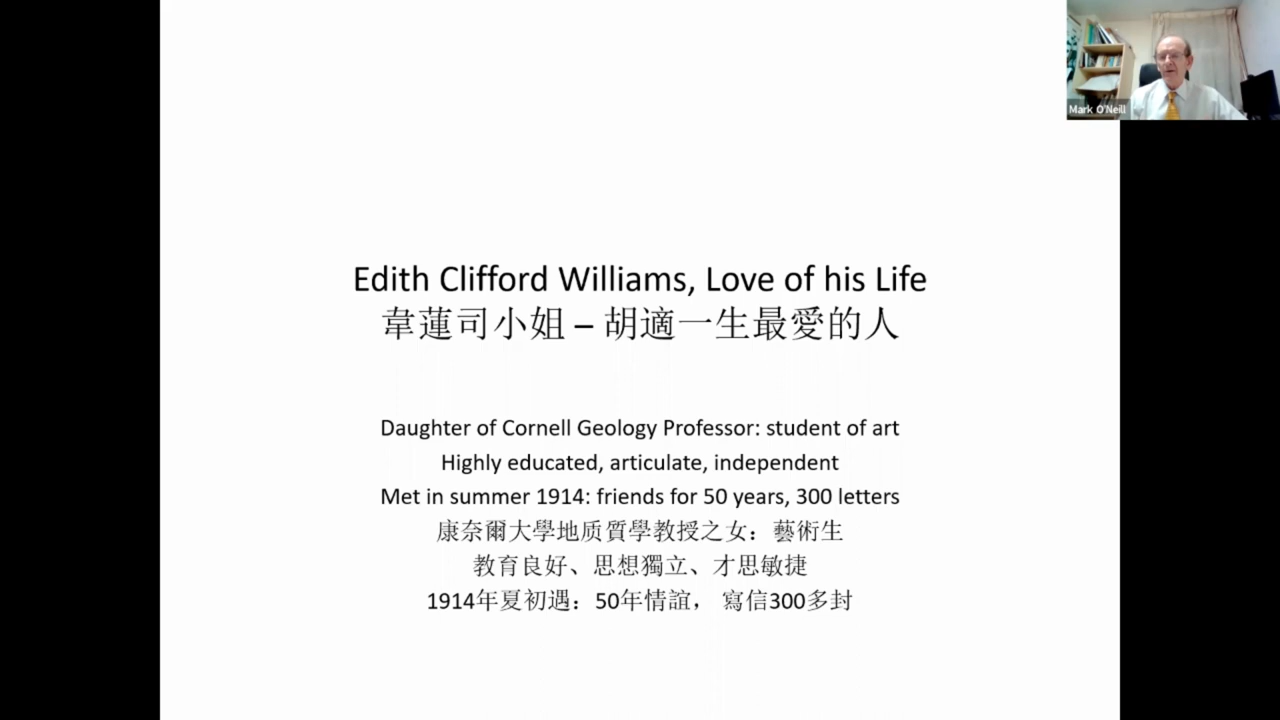 Mark O'Neill
Edith Clifford Williams, Love of his Life
韋蓮司小姐 – 胡適一生最愛的人
Daughter of Cornell Geology Professor: student of art
Highly educated, articulate, independent
Met in summer 1914: friends for 50 years, 300 letters
康奈爾大學地质質學教授之女：藝術生
教育良好、思想獨立、才思敏捷
1914年夏初遇：50年情誼， 寫信300多封